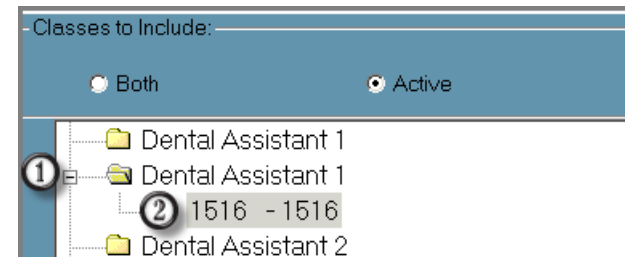 Classes to Include:
Both Active
Dental Assistant 1
1 Dental Assistant 1
2 1516 - 1516
Dental Assistant 2